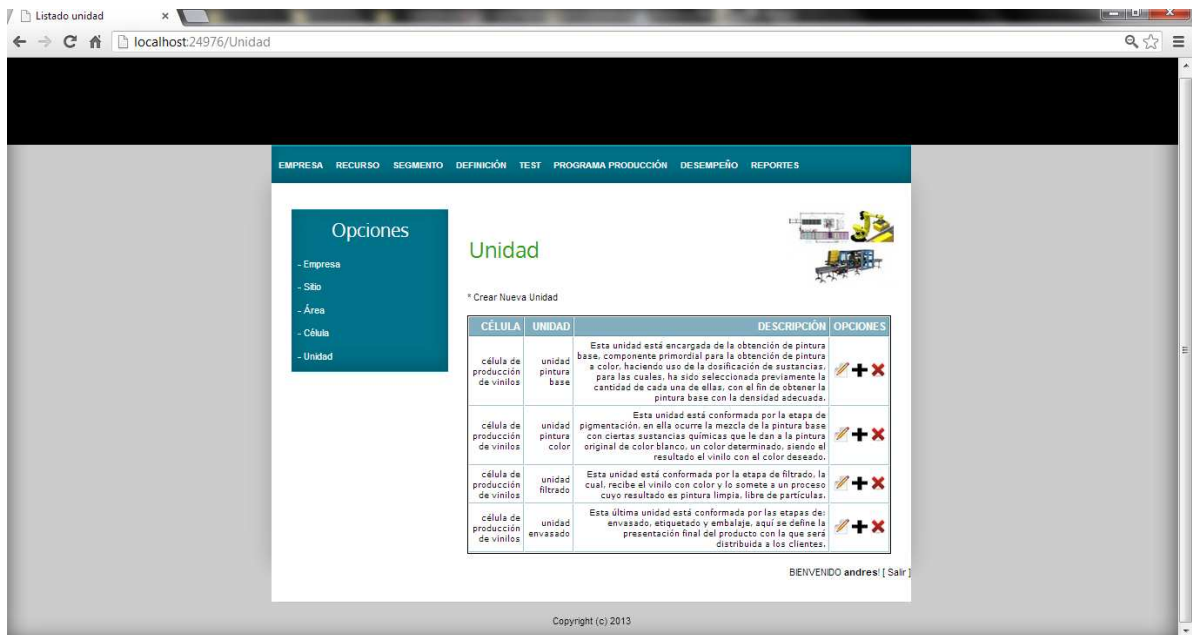 Listado unidad
localhost:24976/Unidad
EMPRESA RECURSO SEGMENTO DEFINICIÓN TEST PROGRAMA PRODUCCIÓN DESEMPEÑO REPORTES
Opciones
- Empresa
- Sitio
- Área
- Célula
- Unidad
Unidad
* Crear Nueva Unidad
CÉLULA UNIDAD DESCRIPCIÓN OPCIONES
célula de
producción
de vinilos
unidad
pintura
base
Esta unidad está encargada de la obtención de pintura
base, componente primordial para la obtención de pintura
a color, haciendo uso de la dosificación de sustancias,
para las cuales, ha sido seleccionada previamente la
cantidad de cada una de ellas, con el fin de obtener la
pintura base con la densidad adecuada.
célula de
producción
de vinilos
unidad
pintura
color
Esta unidad está conformada por la etapa de
pigmentación, en ella ocurre la mezcla de la pintura base
con ciertas sustancias químicas que le dan a la pintura
original de color blanco, un color determinado, siendo el
resultado el vinilo con el color deseado.
célula de
producción
de vinilos
unidad
filtrado
Esta unidad está conformada por la etapa de filtrado, la
cual, recibe el vinilo con color y lo somete a un proceso
cuyo resultado es pintura limpia, libre de partículas.
célula de
producción
de vinilos
unidad
envasado
Esta última unidad está conformada por las etapas de:
envasado, etiquetado y embalaje, aquí se define la
presentación final del producto con la que será
distribuida a los clientes.
BIENVENIDO andres! [ Salir ]
Copyright (c) 2013